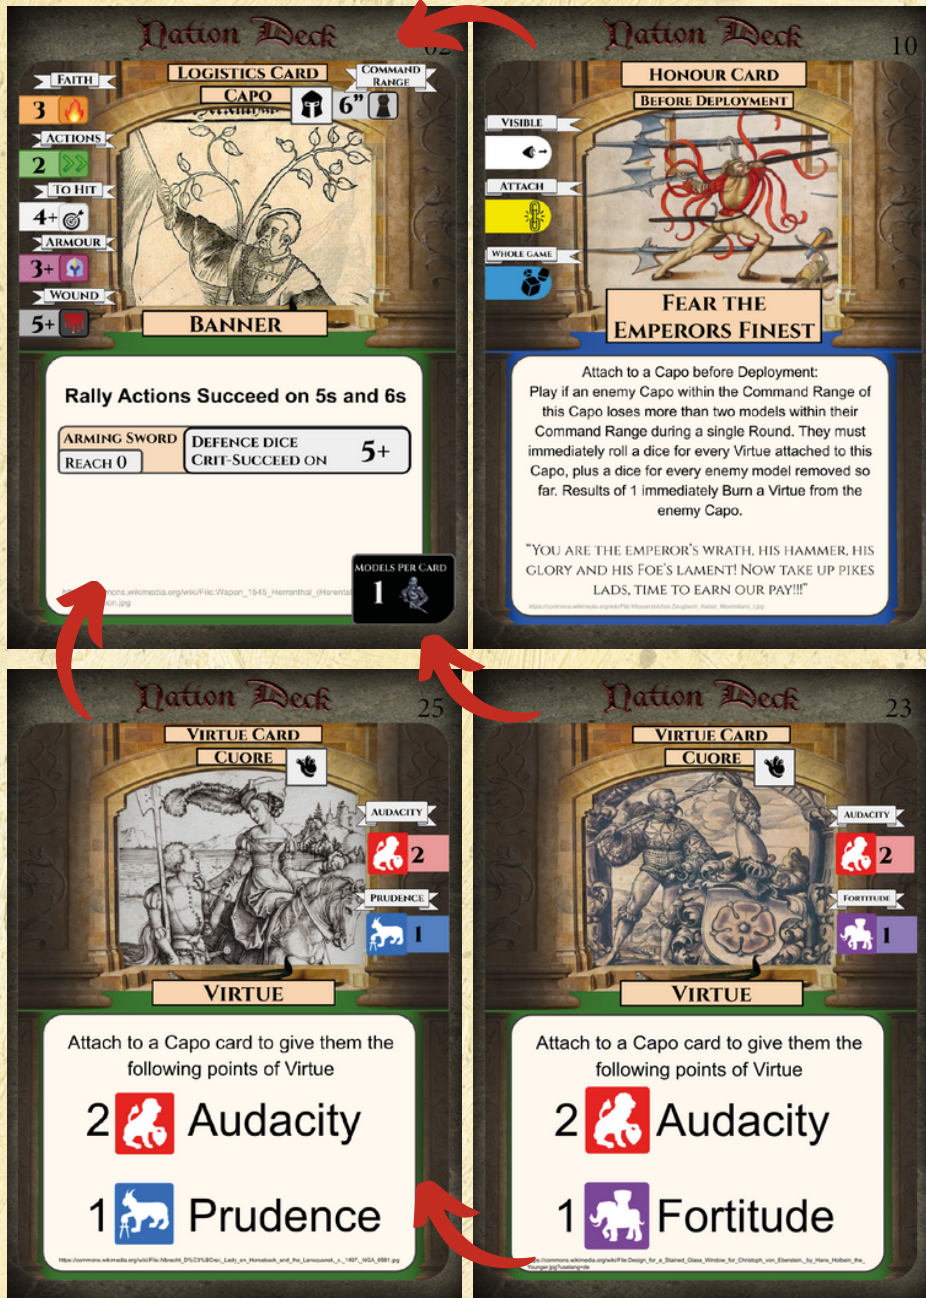 Nation Deck
02
LOGISTICS CARD
CAPO
COMMAND
RANGE
6”
FAITH
3
ACTIONS
2
TO HIT
4+
ARMOUR
3+
WOUND
5+
BANNER
Rally Actions Succeed on 5s and 6s
ARMING SWORD
REACH 0
DEFENCE DICE
CRIT-SUCCEED ON
5+
MODELS PER CARD
1
Nation Deck
10
HONOUR CARD
BEFORE DEPLOYMENT
VISIBLE
ATTACH
WHOLE GAME
FEAR THE
EMPERORS FINEST
Attach to a Capo before Deployment:
Play if an enemy Capo within the Command Range of
this Capo loses more than two models within their
Command Range during a single Round. They must
immediately roll a dice for every Virtue attached to this
Capo, plus a dice for every enemy model removed so
far. Results of 1 immediately Burn a Virtue from the
enemy Capo.
“YOU ARE THE EMPEROR’S WRATH, HIS HAMMER, HIS
GLORY AND HIS FOE’S LAMENT! NOW TAKE UP PIKES
LADS, TIME TO EARN OUR PAY!!!”
Nation Deck
25
VIRTUE CARD
CUORE
AUDACITY
2
PRUDENCE
1
VIRTUE
Attach to a Capo card to give them the
following points of Virtue
2 Audacity
1 Prudence
Nation Deck
23
VIRTUE CARD
CUORE
AUDACITY
2
FORTITUDE
1
VIRTUE
Attach to a Capo card to give them the
following points of Virtue
2 Audacity
1 Fortitude